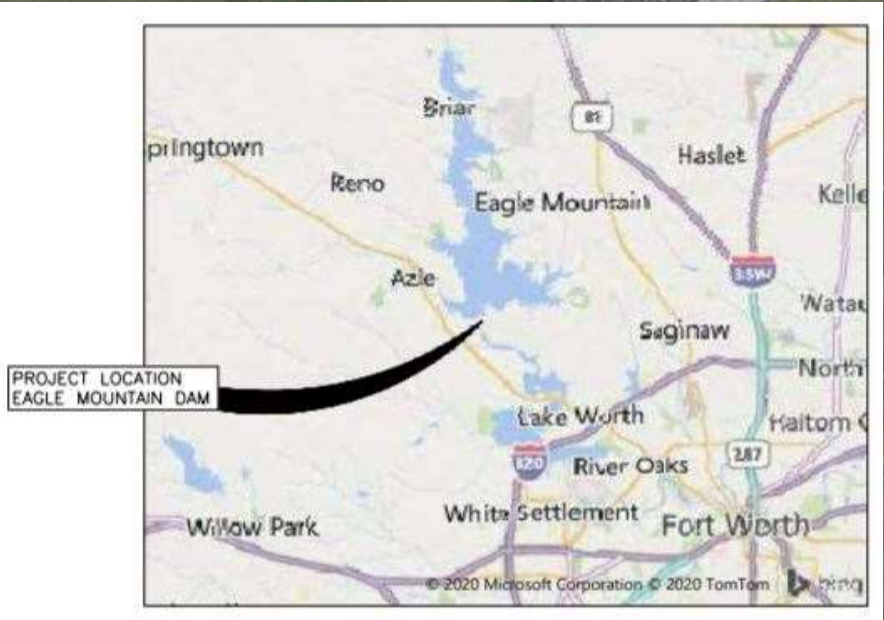 Briar
81
pringtown
Haslet
Reno
Kelle
Eagle Mountain
35W
Azle
Watau
Saginaw
PROJECT LOCATION
EAGLE MOUNTAIN DAM
North
Lake Worth
Haltom C
820
River Oaks
287
White Settlement
Fort Worth
Willow Park
© 2020 Microsoft Corporation © 2020 TomTom
bing